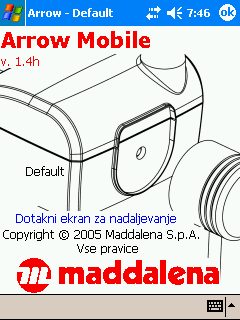 Arrow - Default 7:46 ok
Arrow Mobile
v. 1.4h
Default
Dotakni ekran za nadaljevanje
Copyright © 2005 Maddalena S.p.A.
Vse pravice
maddalena